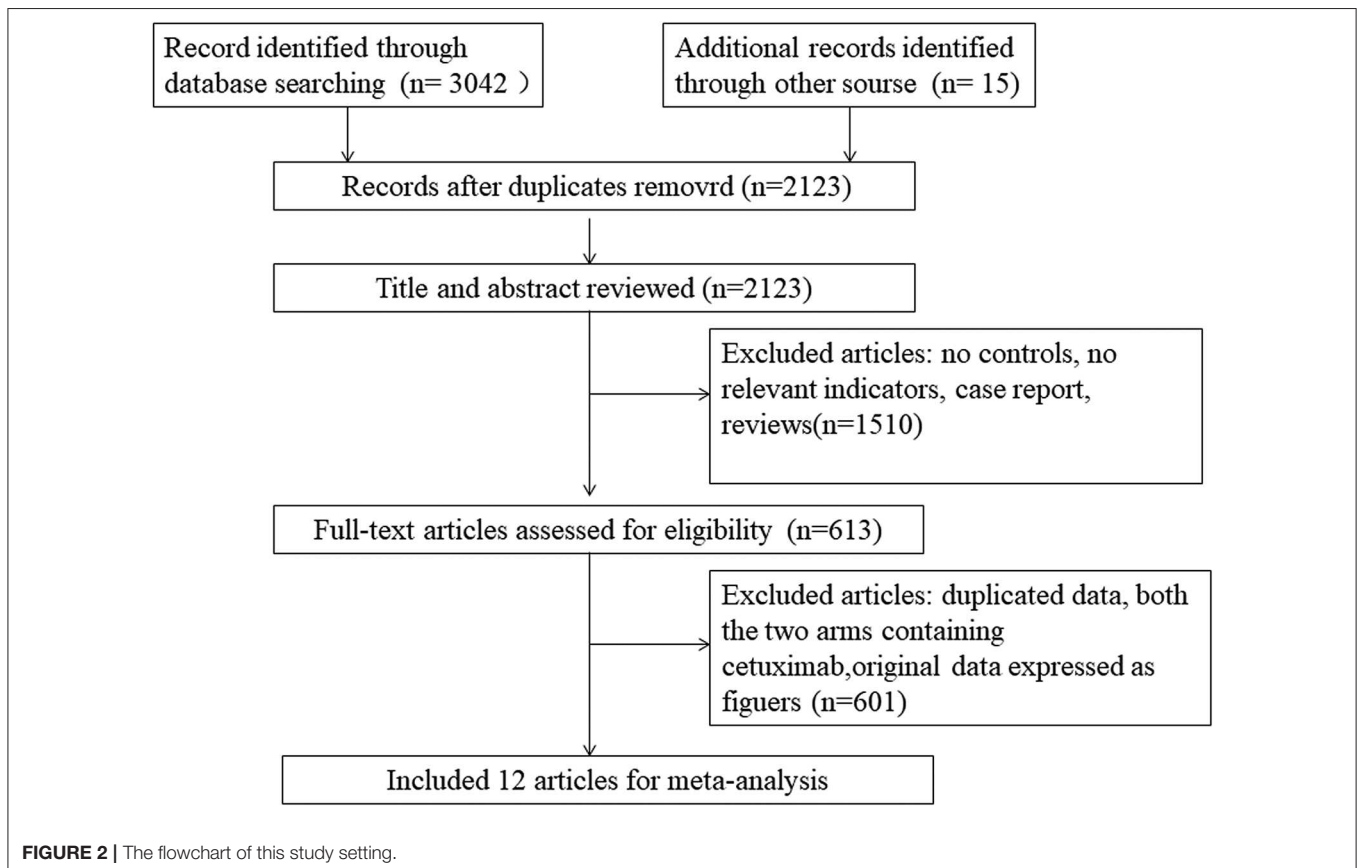 Record identified through
database searching (n= 3042 ）
Additional records identified
through other sourse (n= 15)
Records after duplicates removrd (n=2123)
Title and abstract reviewed (n=2123)
Excluded articles: no controls, no
relevant indicators, case report,
reviews(n=1510)
Full-text articles assessed for eligibility (n=613)
Excluded articles: duplicated data, both
the two arms containing
cetuximab,original data expressed as
figuers (n=601)
Included 12 articles for meta-analysis
FIGURE 2 | The flowchart of this study setting.